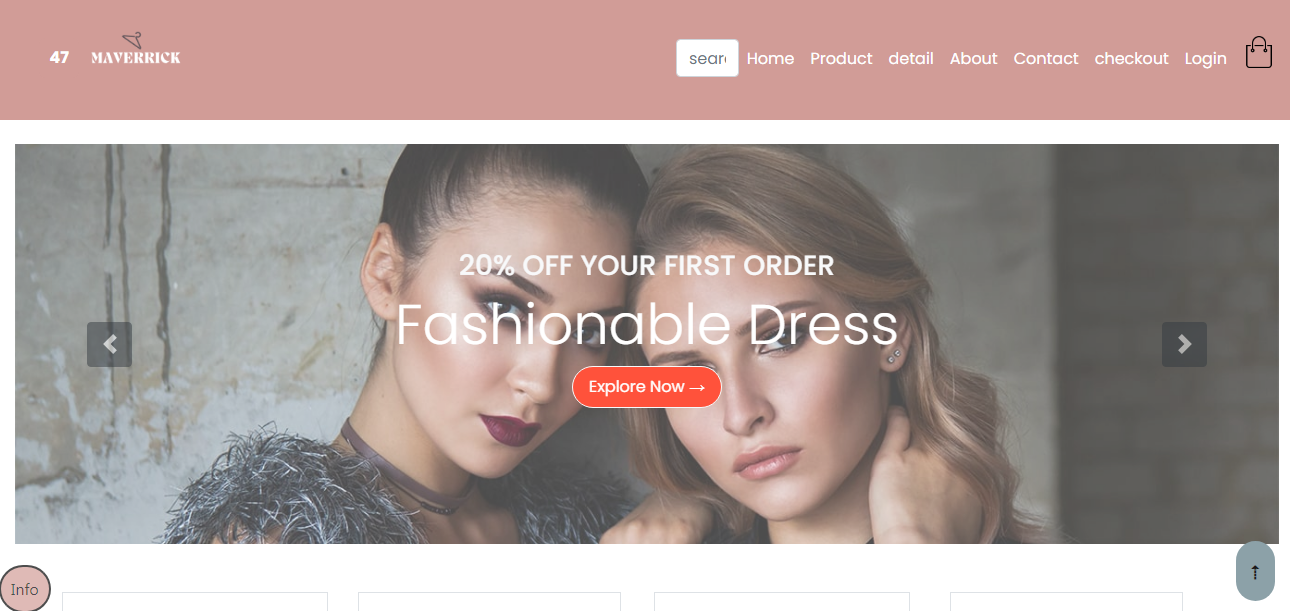 47 MAVERRICK sear Home Product detail About Contact checkout Login
20% OFF YOUR FIRST ORDER
Fashionable Dress
Explore Now →
Info